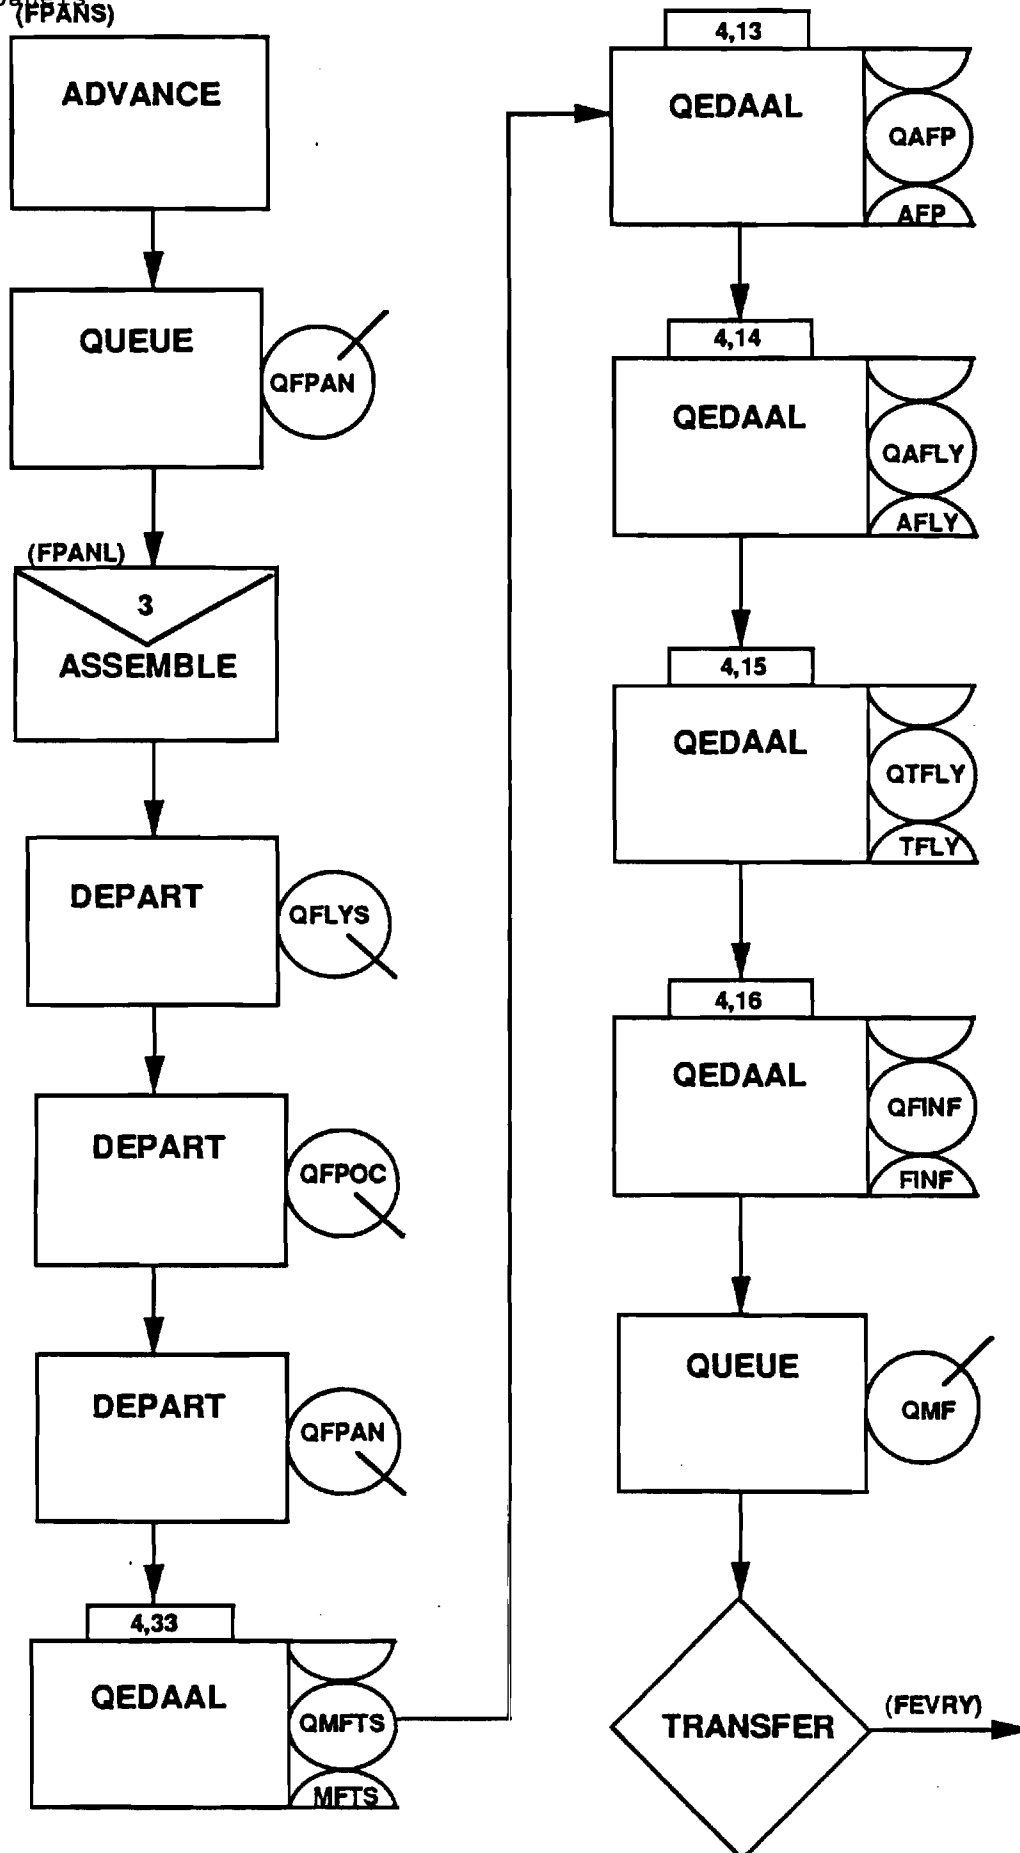 (FPANS)
ADVANCE
QUEUE
QFPAN
(FPANL)
3
ASSEMBLE
DEPART
QFLYS
DEPART
QFPOC
DEPART
QFPAN
4,33
QEDAAL
QMFTS
MFTS
4,13
QEDAAL
QAFP
AFP
4,14
QEDAAL
QAFLY
AFLY
4,15
QEDAAL
QTFLY
TFLY
4,16
QEDAAL
QFINF
FINF
QUEUE
QMF
TRANSFER
(FEVRY)